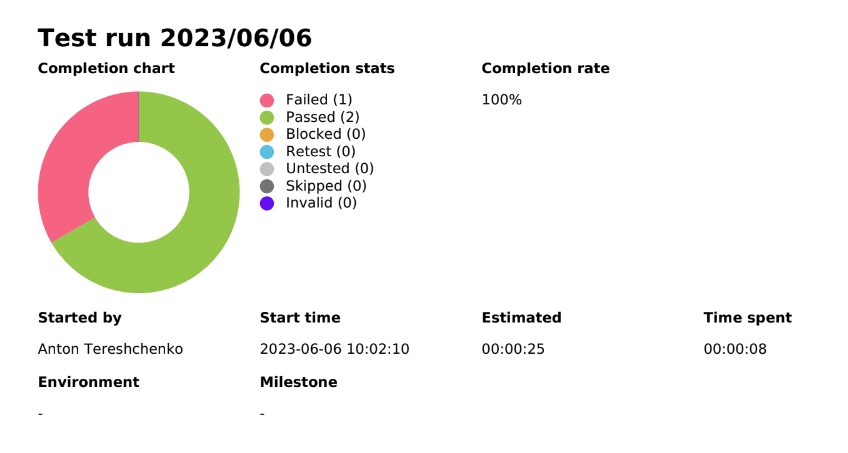 Test run 2023/06/06
Completion chart
Completion stats
Completion rate
Failed (1)
Passed (2)
Blocked (0)
Retest (0)
Untested (0)
Skipped (0)
Invalid (0)
100%
Started by
Start time
Estimated
Time spent
Anton Tereshchenko
2023-06-06 10:02:10
00:00:25
00:00:08
Environment
Milestone
-
-